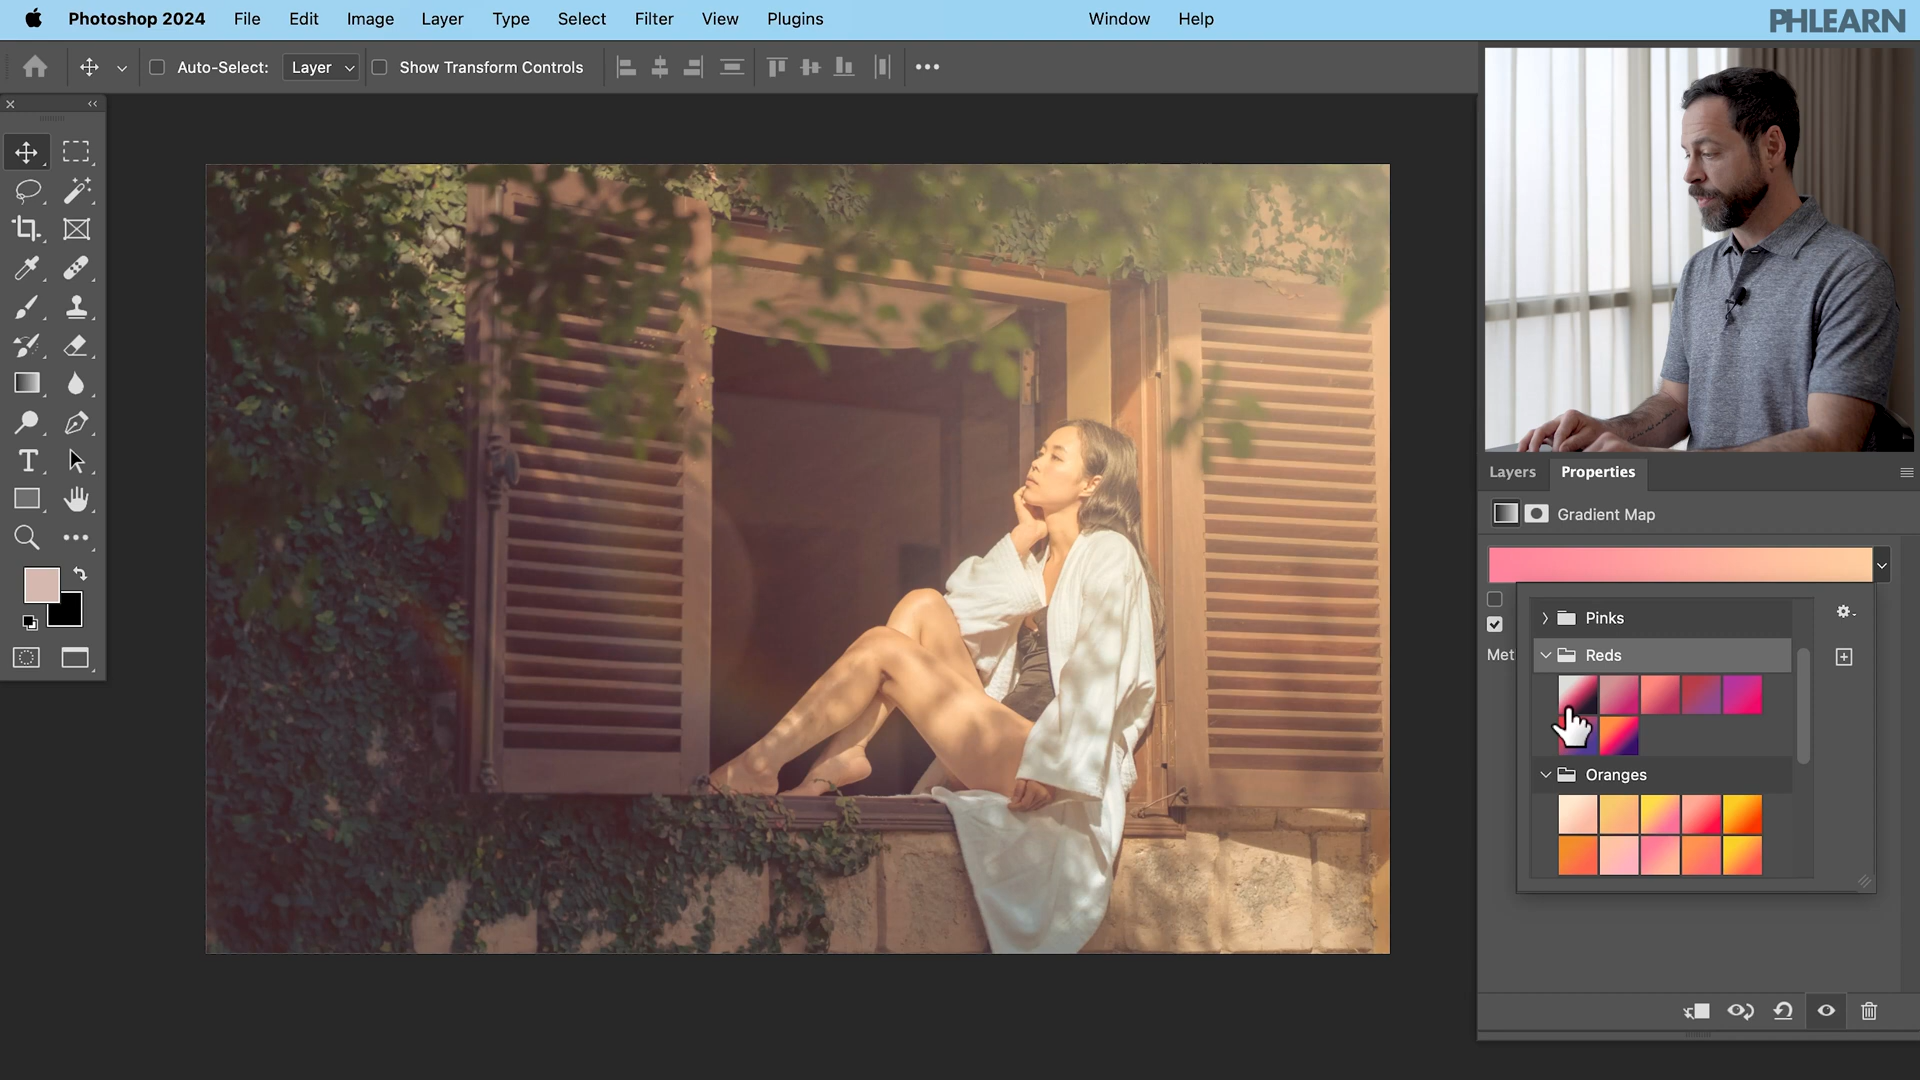 Photoshop 2024 File Edit Image Layer Type Select Filter View Plugins Window Help
PHLEARN
Auto-Select: Layer Show Transform Controls
Layers Properties
Gradient Map
Pinks
Met
Reds
Oranges